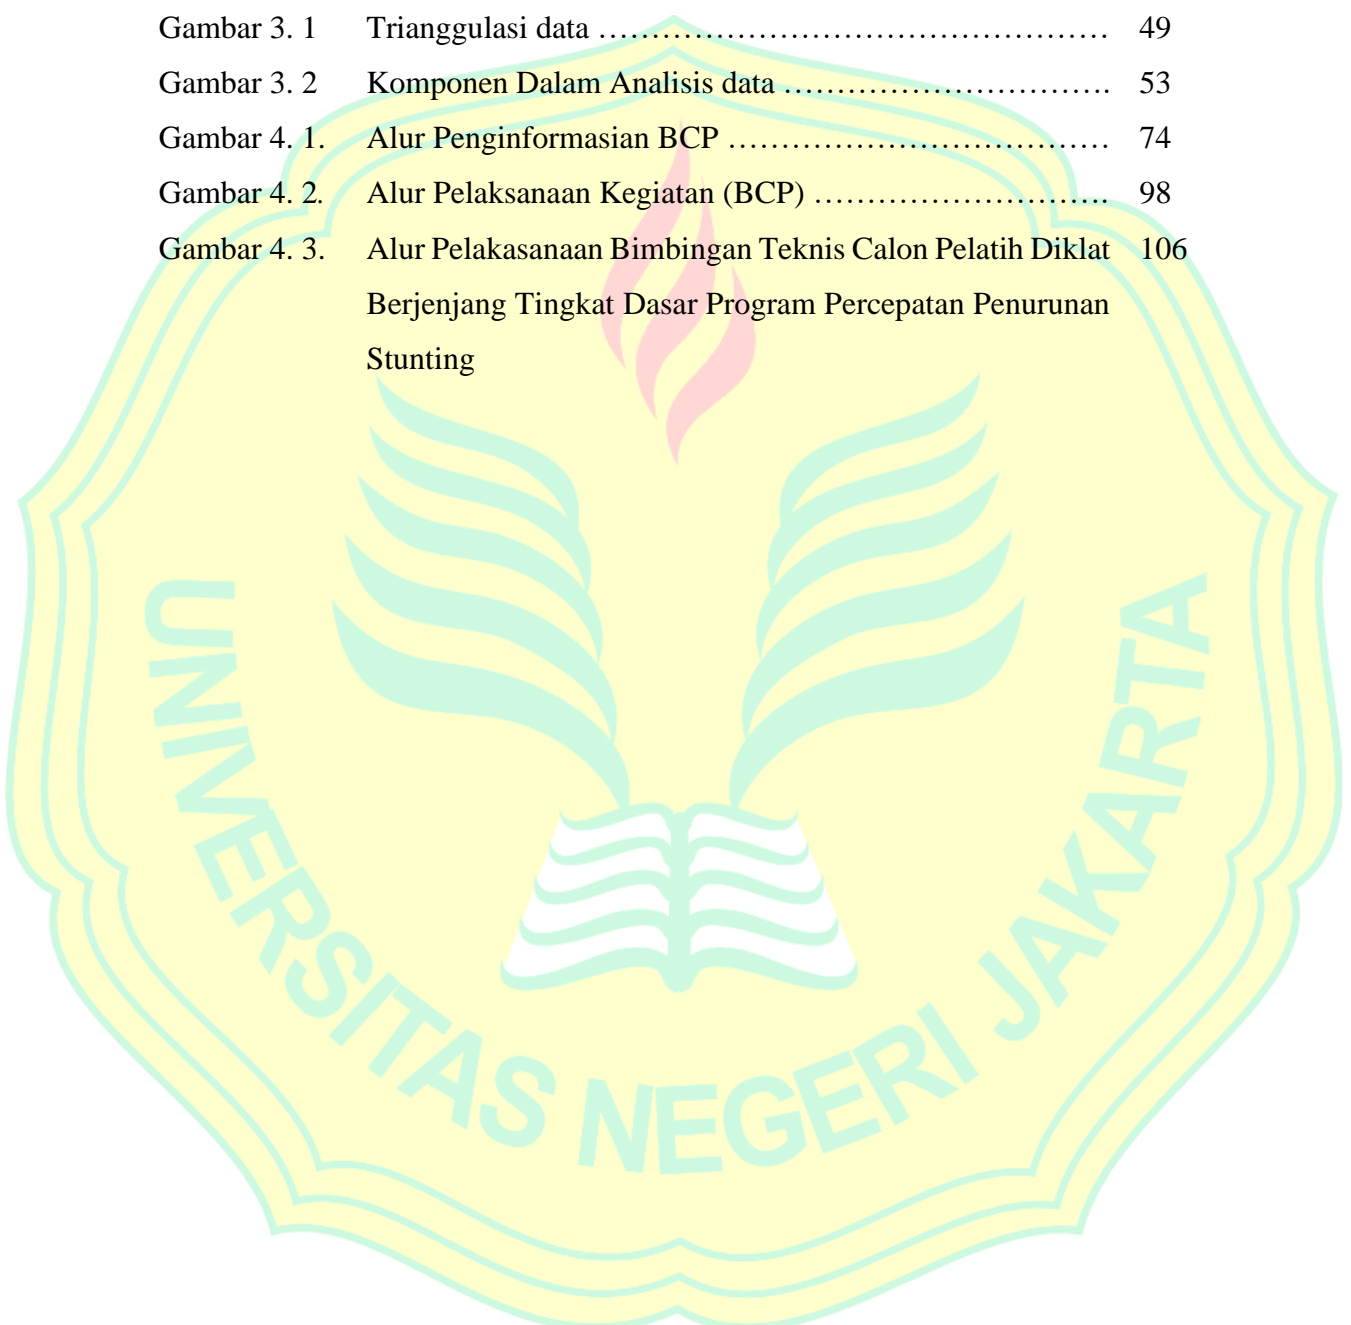 Gambar 3. 1 Trianggulasi data ………………………………………… 49
Gambar 3. 2 Komponen Dalam Analisis data …………………………. 53
Gambar 4. 1. Alur Penginformasian BCP ……………………………… 74
Gambar 4. 2. Alur Pelaksanaan Kegiatan (BCP) ………………………. 98
Gambar 4. 3. Alur Pelakasanaan Bimbingan Teknis Calon Pelatih Diklat 106
Berjenjang Tingkat Dasar Program Percepatan Penurunan
Stunting
UNIVERSITAS NEGERI JAKARTA